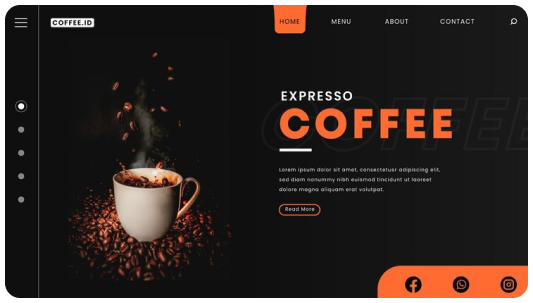 COFFEE.ID
HOME MENU ABOUT CONTACT
EXPRESSO
COFFEE
COFFEE
Lorem ipsum dolor sit amet, consectetuer adipiscing elit,
sed diam nonummy nibh euismod tincidunt ut laoreet
dolore magna aliquam erat volutpat.
Read More